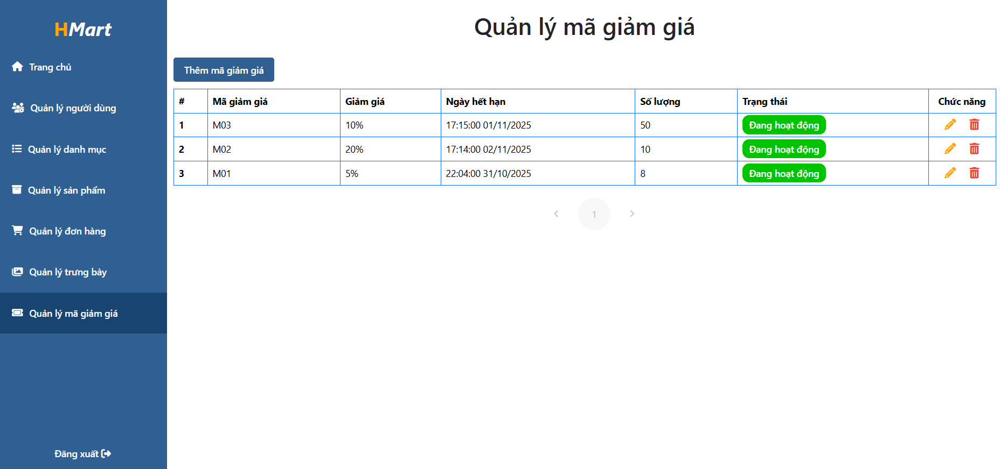 HMart
Trang chủ
Quản lý người dùng
Quản lý danh mục
Quản lý sản phẩm
Quản lý đơn hàng
Quản lý trưng bày
Quản lý mã giảm giá
Đăng xuất
Quản lý mã giảm giá
Thêm mã giảm giá
# Mã giảm giá Giảm giá Ngày hết hạn Số lượng Trạng thái Chức năng
1 M03 10% 17:15:00 01/11/2025 50 Đang hoạt động
2 M02 20% 17:14:00 02/11/2025 10 Đang hoạt động
3 M01 5% 22:04:00 31/10/2025 8 Đang hoạt động
1